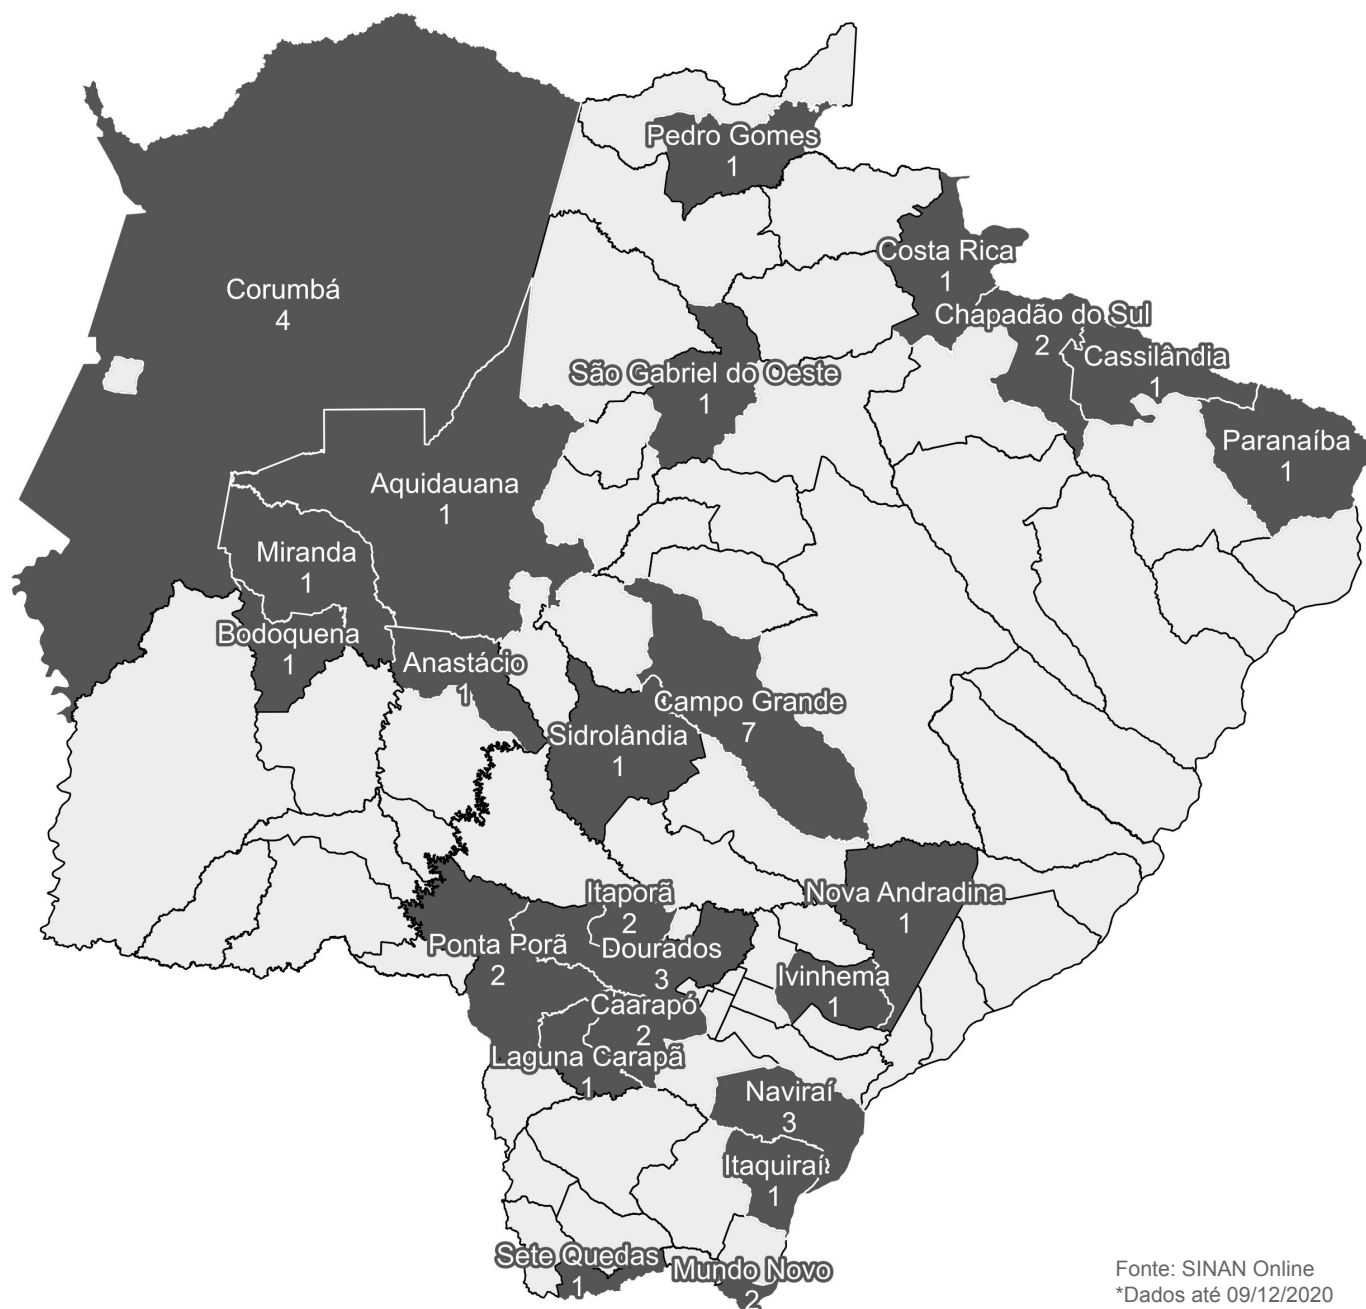 Pedro Gomes
1
Costa Rica
1
Corumbá
4
Chapadão do Sul
2
Cassilândia
1
São Gabriel do Oeste
1
Paranaíba
1
Aquidauana
1
Miranda
1
Bodoquena
1
Anastácio
1
Campo Grande
7
Sidrolândia
1
Itaporã
2
Nova Andradina
1
Ponta Porã
2
Dourados
3
Ivinhema
1
Caarapó
2
Laguna Carapã
1
Naviraí
3
Itaquiraí
1
Sete Quedas
1
Mundo Novo
2
Fonte: SINAN Online
*Dados até 09/12/2020